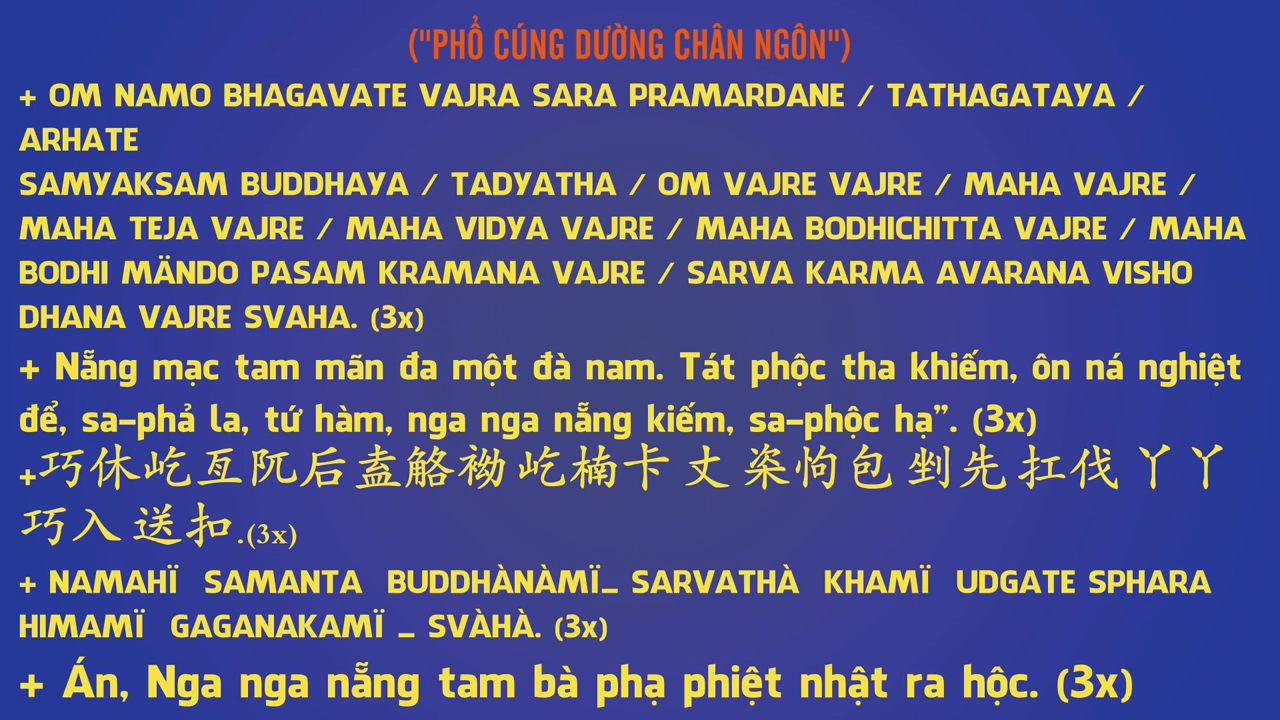 ("PHỔ CÚNG DƯỜNG CHÂN NGÔN")
+ OM NAMO BHAGAVATE VAJRA SARA PRAMARDANE / TATHAGATAYA /
ARHATE
SAMYAKSAM BUDDHAYA / TADYATHA / OM VAJRE VAJRE / MAHA VAJRE /
MAHA TEJA VAJRE / MAHA VIDYA VAJRE / MAHA BODHICHITTA VAJRE / MAHA
BODHI MÄNDO PASAM KRAMANA VAJRE / SARVA KARMA AVARANA VISHO
DHANA VAJRE SVAHA. (3x)
+ Nẵng mạc tam mãn đa một đà nam. Tát phộc tha khiếm, ôn ná nghiệt
để, sa-phả la, tứ hàm, nga nga nẵng kiếm, sa-phộc hạ”. (3x)
+巧休屹亙阢后盍觡袎屹楠卡丈楶怐包剉先扛伐丫丫
巧入送扣.(3x)
+ NAMAHÏ SAMANTA BUDDHÀNÀMÏ_ SARVATHÀ KHAMÏ UDGATE SPHARA
HIMAMÏ GAGANAKAMÏ _ SVÀHÀ. (3x)
+ Án, Nga nga nẵng tam bà phạ phiệt nhật ra hộc. (3x)